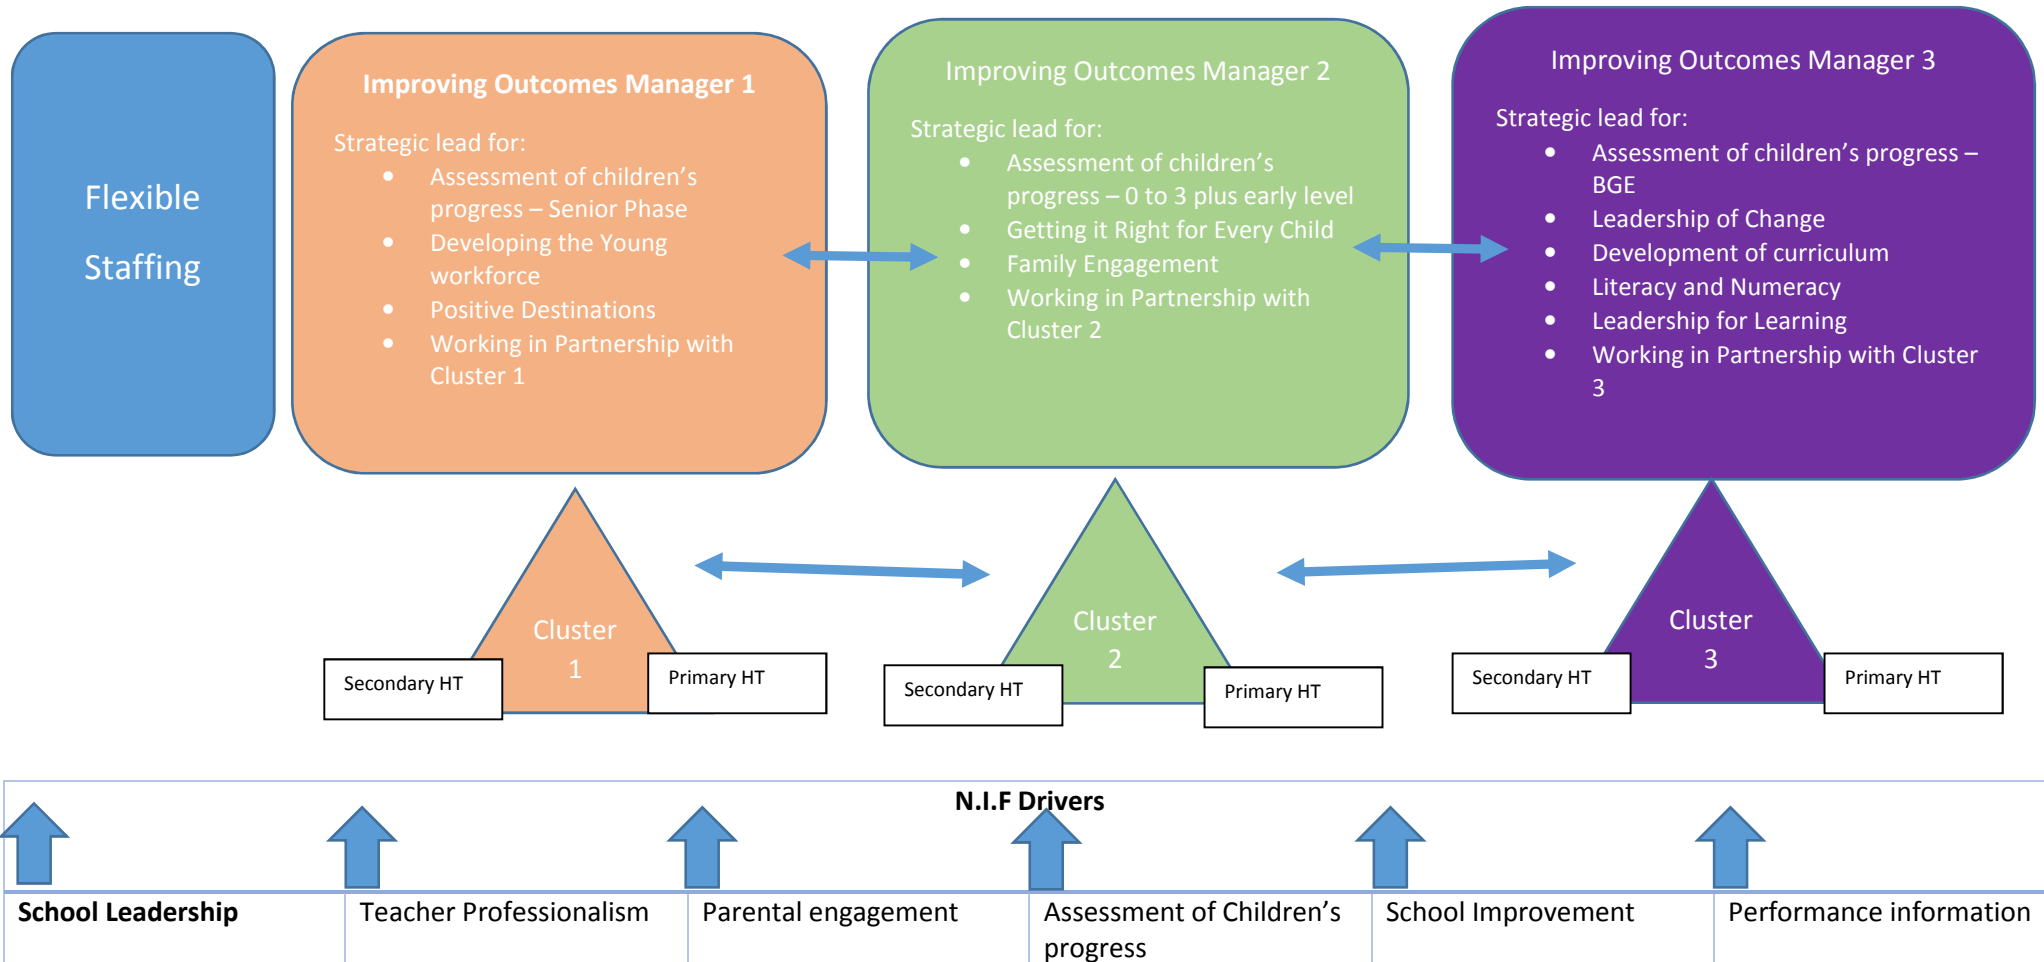 Flexible
Staffing
Improving Outcomes Manager 1
Strategic lead for:
• Assessment of children's
progress – Senior Phase
• Developing the Young
workforce
• Positive Destinations
• Working in Partnership with
Cluster 1
Improving Outcomes Manager 2
Strategic lead for:
• Assessment of children's
progress – 0 to 3 plus early level
• Getting it Right for Every Child
• Family Engagement
• Working in Partnership with
Cluster 2
Improving Outcomes Manager 3
Strategic lead for:
• Assessment of children's progress –
BGE
• Leadership of Change
• Development of curriculum
• Literacy and Numeracy
• Leadership for Learning
• Working in Partnership with Cluster
3
Cluster
1
Secondary HT
Primary HT
Cluster
2
Secondary HT
Primary HT
Cluster
3
Secondary HT
Primary HT
N.I.F Drivers
School Leadership
Teacher Professionalism
Parental engagement
Assessment of Children's
progress
School Improvement
Performance information